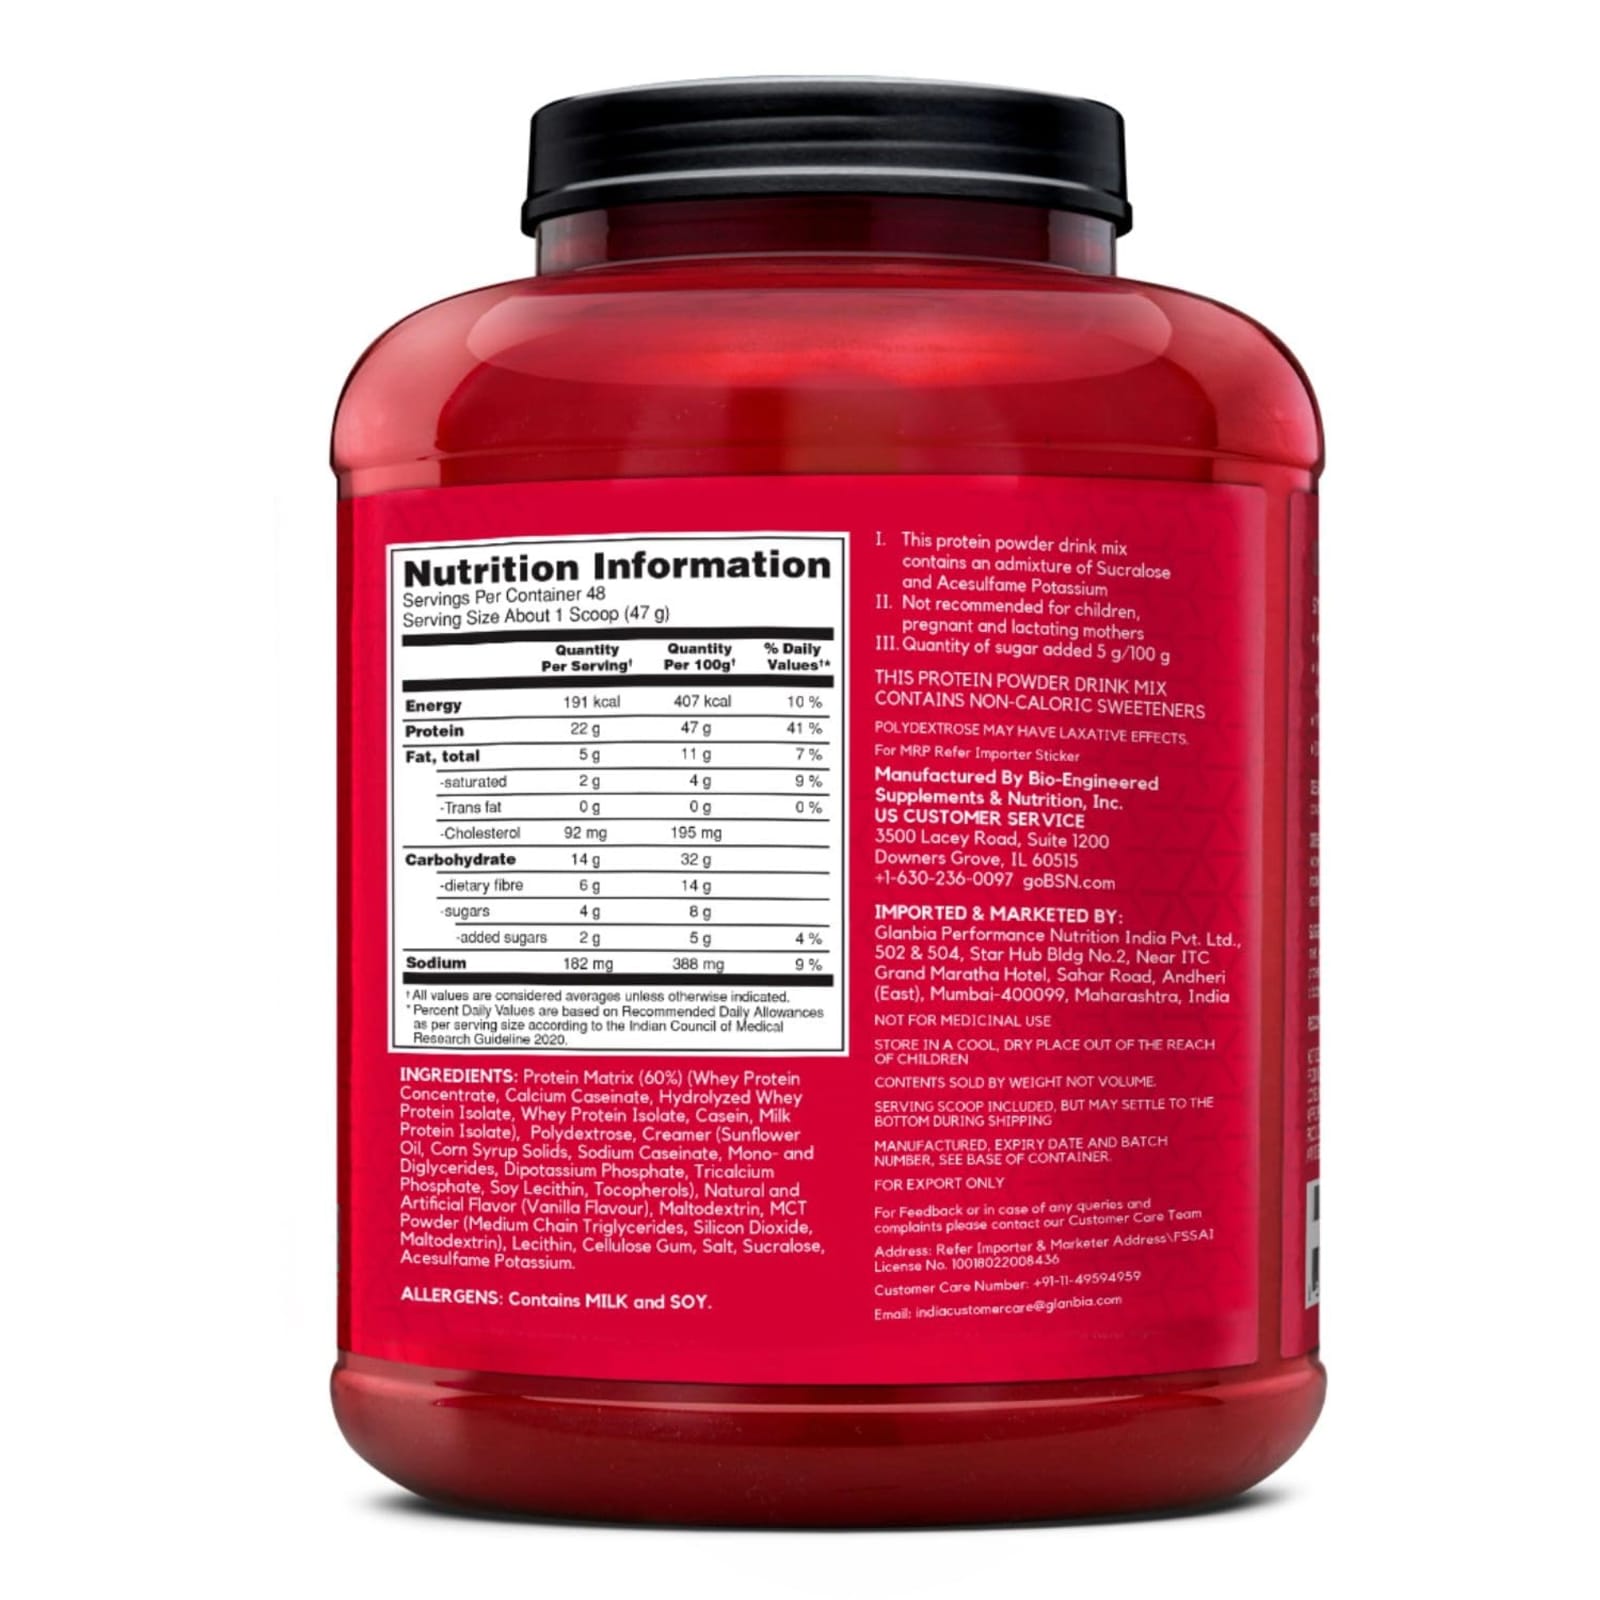 Nutrition Information
Servings Per Container 48
Serving Size About 1 Scoop (47 g)
Quantity Per Serving† Quantity Per 100g† % Daily Values†*
Energy 191 kcal 407 kcal 10 %
Protein 22 g 47 g 41 %
Fat, total 5 g 11 g 7 %
-saturated 2 g 4 g 9 %
-Trans fat 0 g 0 g 0 %
-Cholesterol 92 mg 195 mg
Carbohydrate 14 g 32 g
-dietary fibre 6 g 14 g
-sugars 4 g 8 g
-added sugars 2 g 5 g 4 %
Sodium 182 mg 388 mg 9 %
†All values are considered averages unless otherwise indicated.
*Percent Daily Values are based on Recommended Daily Allowances
as per serving size according to the Indian Council of Medical
Research Guideline 2020.
INGREDIENTS: Protein Matrix (60%) (Whey Protein
Concentrate, Calcium Caseinate, Hydrolyzed Whey
Protein Isolate, Whey Protein Isolate, Casein, Milk
Protein Isolate), Polydextrose, Creamer (Sunflower
Oil, Corn Syrup Solids, Sodium Caseinate, Mono- and
Diglycerides, Dipotassium Phosphate, Tricalcium
Phosphate, Soy Lecithin, Tocopherols), Natural and
Artificial Flavor (Vanilla Flavour), Maltodextrin, MCT
Powder (Medium Chain Triglycerides, Silicon Dioxide,
Maltodextrin), Lecithin, Cellulose Gum, Salt, Sucralose,
Acesulfame Potassium.
ALLERGENS: Contains MILK and SOY.
I. This protein powder drink mix
contains an admixture of Sucralose
and Acesulfame Potassium
II. Not recommended for children,
pregnant and lactating mothers
III. Quantity of sugar added 5 g/100 g
THIS PROTEIN POWDER DRINK MIX
CONTAINS NON-CALORIC SWEETENERS
POLYDEXTROSE MAY HAVE LAXATIVE EFFECTS.
For MRP Refer Importer Sticker
Manufactured By Bio-Engineered
Supplements & Nutrition, Inc.
US CUSTOMER SERVICE
3500 Lacey Road, Suite 1200
Downers Grove, IL 60515
+1-630-236-0097 goBSN.com
IMPORTED & MARKETED BY:
Glanbia Performance Nutrition India Pvt. Ltd.,
502 & 504, Star Hub Bldg No.2, Near ITC
Grand Maratha Hotel, Sahar Road, Andheri
(East), Mumbai-400099, Maharashtra, India
NOT FOR MEDICINAL USE
STORE IN A COOL, DRY PLACE OUT OF THE REACH
OF CHILDREN
CONTENTS SOLD BY WEIGHT NOT VOLUME.
SERVING SCOOP INCLUDED, BUT MAY SETTLE TO THE
BOTTOM DURING SHIPPING
MANUFACTURED, EXPIRY DATE AND BATCH
NUMBER, SEE BASE OF CONTAINER.
FOR EXPORT ONLY
For Feedback or in case of any queries and
complaints please contact our Customer Care Team
Address: Refer Importer & Marketer Address\FSSAI
License No. 10018022008436
Customer Care Number: +91-11-49594959
Email: indiacustomercare@glanbia.com